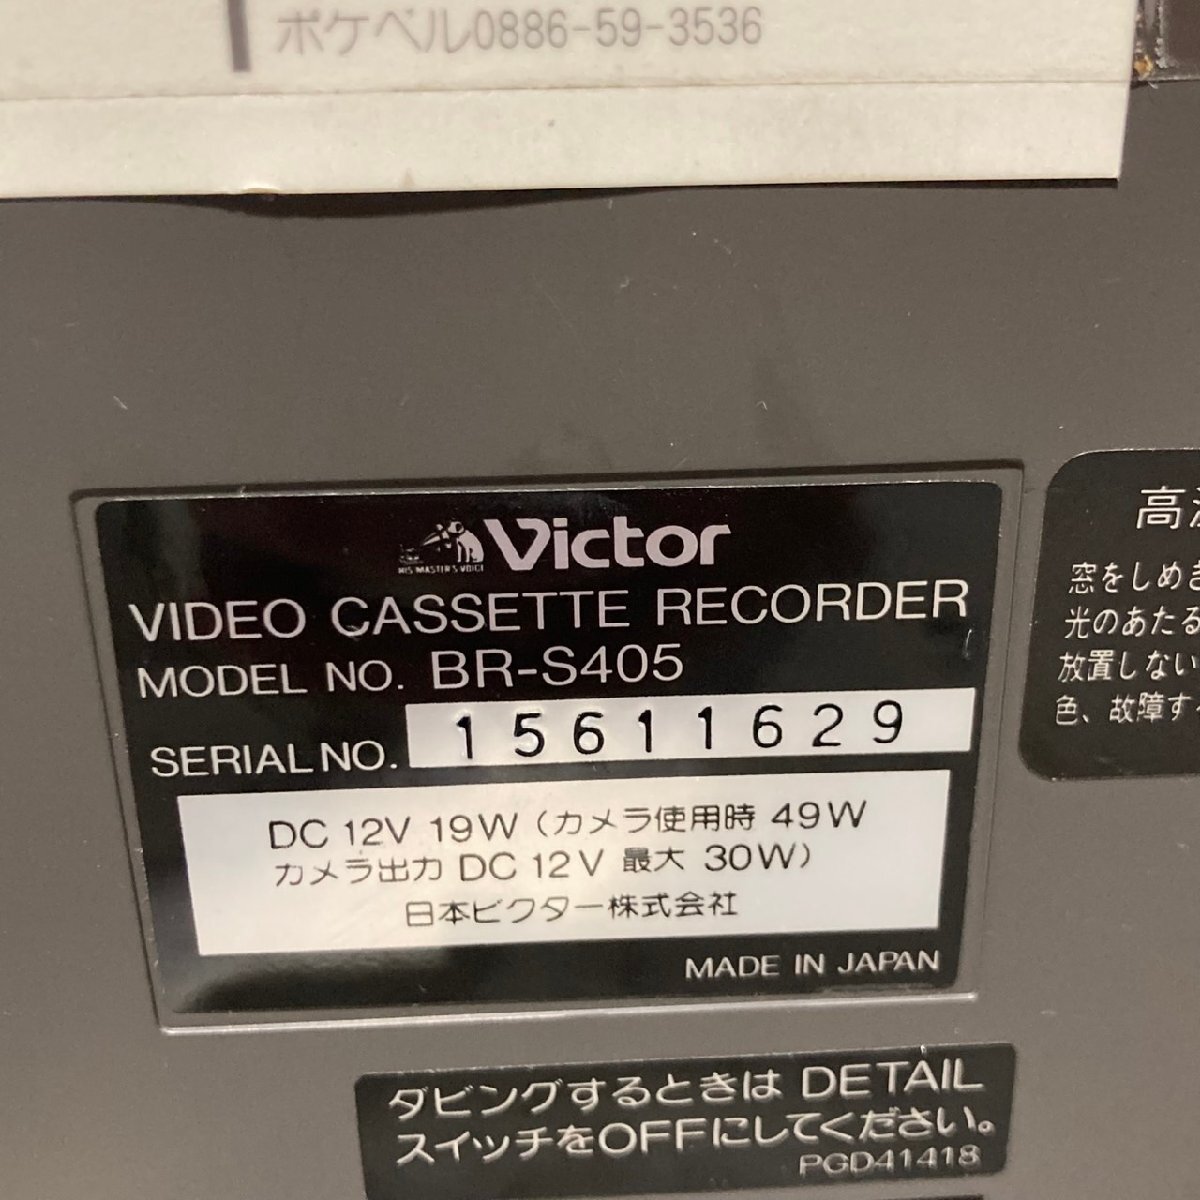 ポケベル0886-59-3536
HIS MASTER'S VOICE
Victor
VIDEO CASSETTE RECORDER
MODEL NO. BR-S405
SERIAL NO. 15611629
DC 12V 19W (カメラ使用時 49W
カメラ出力 DC 12V 最大 30W)
日本ビクター株式会社
MADE IN JAPAN
高
窓をしめき
光のあたる
放置しない
色、故障す
ダビングするときは DETAIL
スイッチをOFFにしてください。
PGD41418